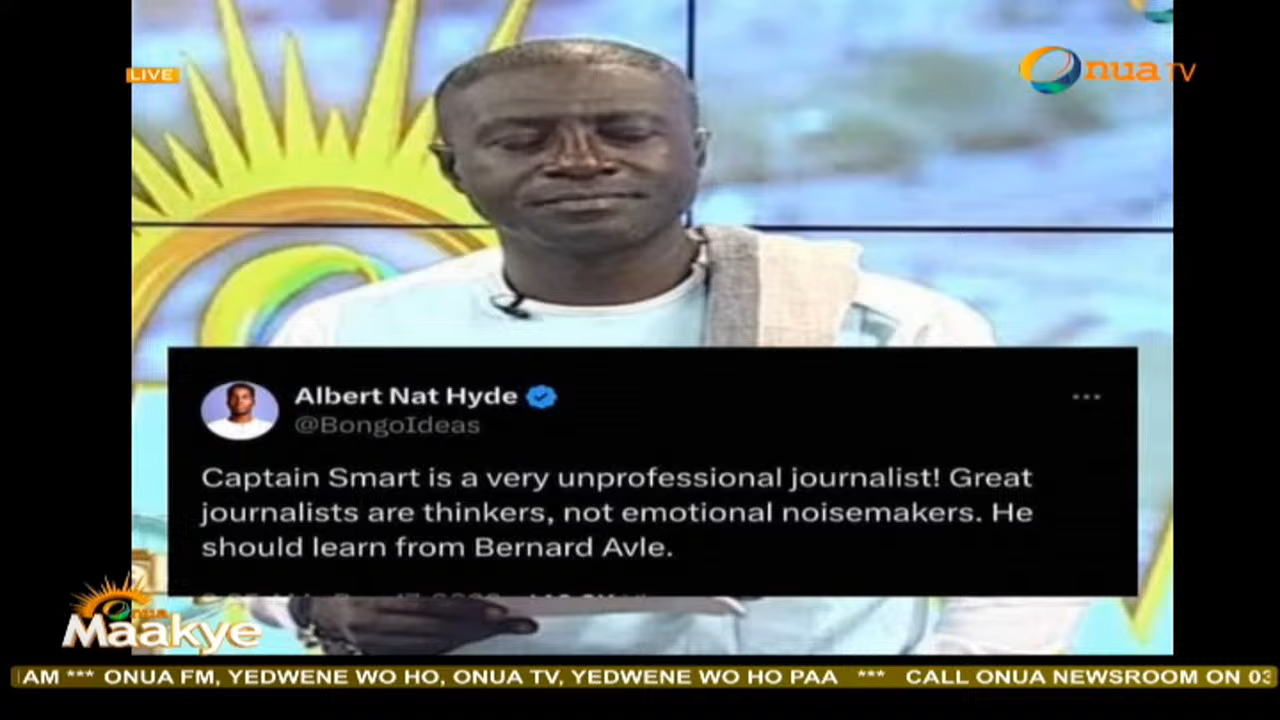 LIVE
Onua TV
Albert Nat Hyde
@BongoIdeas
Captain Smart is a very unprofessional journalist! Great
journalists are thinkers, not emotional noisemakers. He
should learn from Bernard Avle.
Onua
Maakye
AM *** ONUA FM, YEDWENE WO HO, ONUA TV, YEDWENE WO HO PAA *** CALL ONUA NEWSROOM ON 03